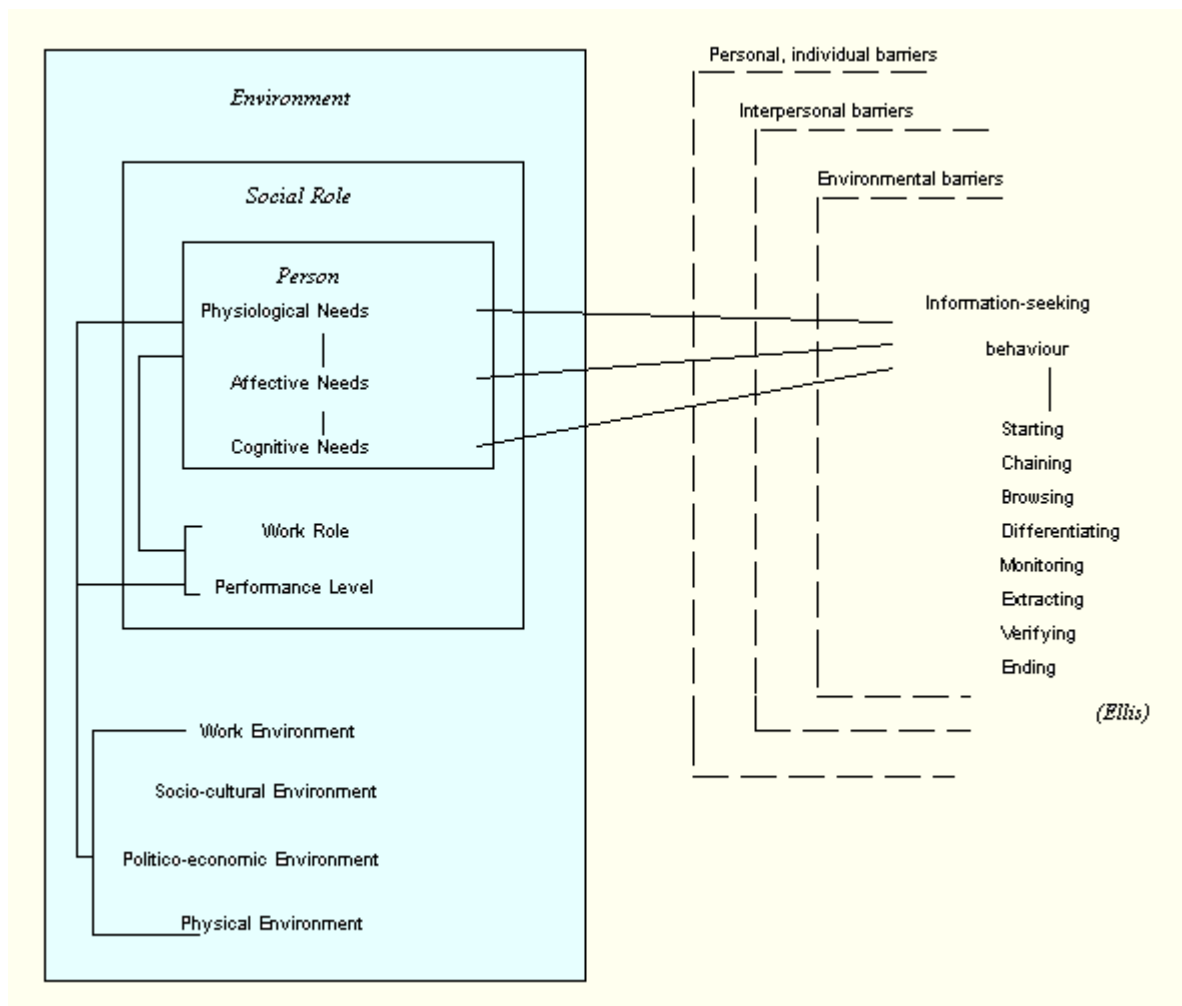 Environment
Social Role
Person
Physiological Needs
Affective Needs
Cognitive Needs
Work Role
Performance Level
Work Environment
Socio-cultural Environment
Politico-economic Environment
Physical Environment
Personal, individual barriers
Interpersonal barriers
Environmental barriers
Information-seeking
behaviour
Starting
Chaining
Browsing
Differentiating
Monitoring
Extracting
Verifying
Ending
(Ellis)